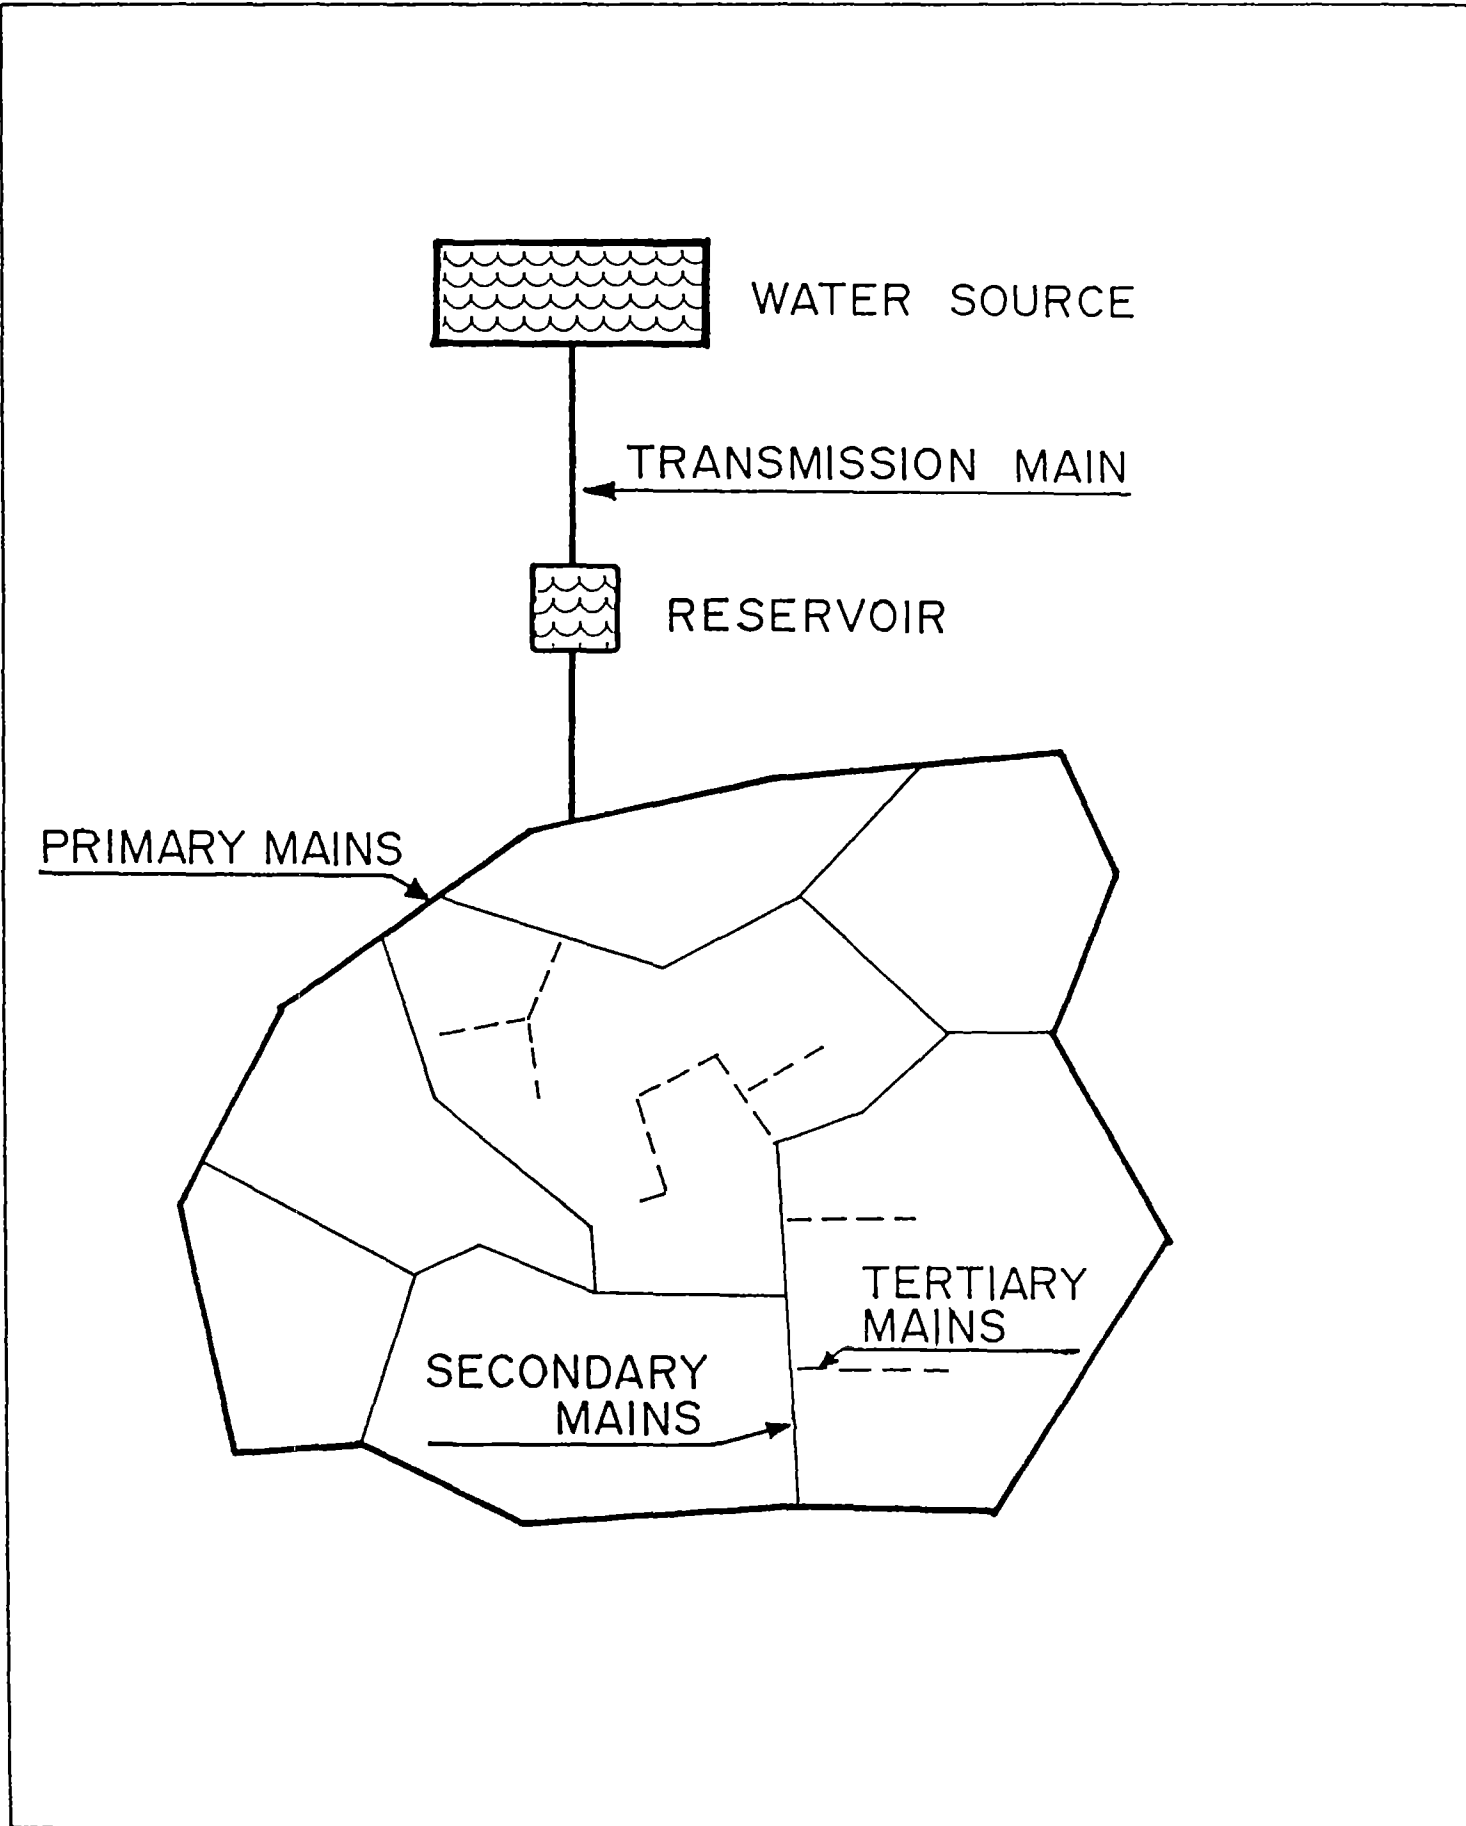 WATER SOURCE
TRANSMISSION MAIN
RESERVOIR
PRIMARY MAINS
TERTIARY
MAINS
SECONDARY
MAINS